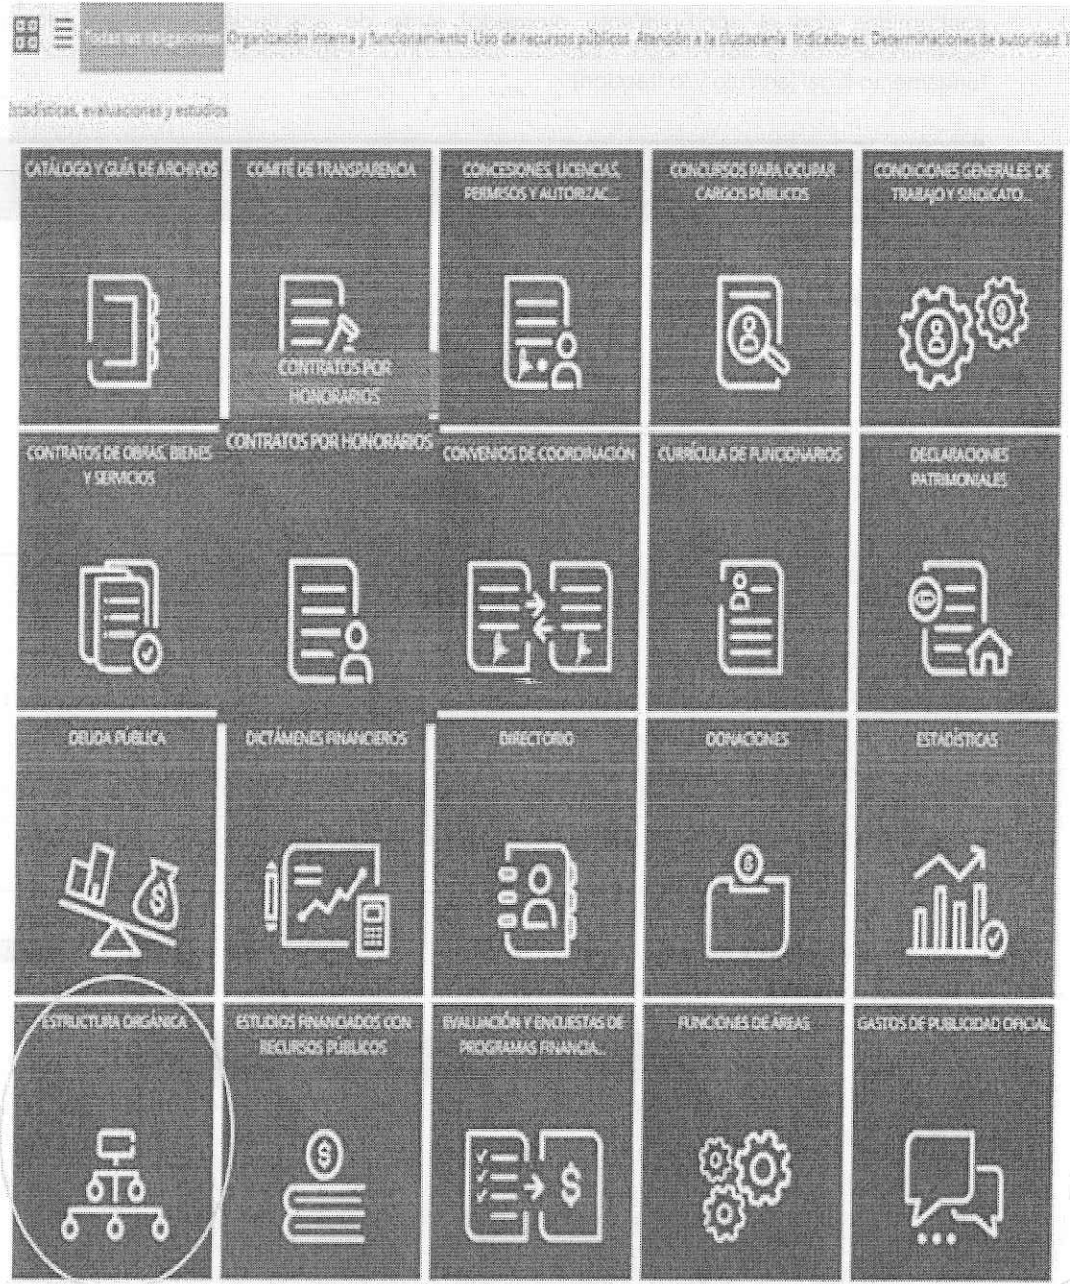 Todas las obligaciones Organización interna y funcionamiento Uso de recursos públicos Atención a la ciudadanía Indicadores Determinaciones de autoridad
Estadísticas, evaluaciones y estudios
CATÁLOGO Y GUÍA DE ARCHIVOS
COMITÉ DE TRANSPARENCIA
CONCESIONES, LICENCIAS,
PERMISOS Y AUTORIZAC...
CONCURSOS PARA OCUPAR
CARGOS PÚBLICOS
CONDICIONES GENERALES DE
TRABAJO Y SINDICATO...
CONTRATOS POR
HONORARIOS
CONTRATOS DE OBRAS, BIENES
Y SERVICIOS
CONTRATOS POR HONORARIOS
CONVENIOS DE COORDINACIÓN
CURRÍCULA DE FUNCIONARIOS
DECLARACIONES
PATRIMONIALES
DEUDA PÚBLICA
DICTÁMENES FINANCIEROS
DIRECTORIO
DONACIONES
ESTADÍSTICAS
ESTRUCTURA ORGÁNICA
ESTUDIOS FINANCIADOS CON
RECURSOS PÚBLICOS
EVALUACIÓN Y ENCUESTAS DE
PROGRAMAS FINANCIA...
FUNCIONES DE ÁREAS
GASTOS DE PUBLICIDAD OFICIAL